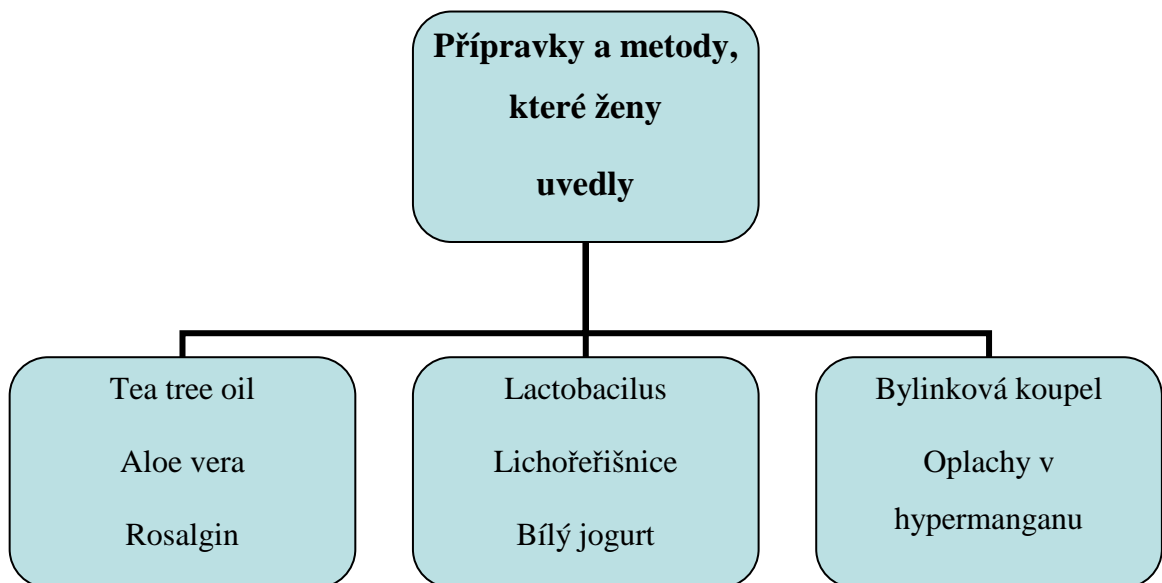 Přípravky a metody,
které ženy
uvedly
Tea tree oil
Aloe vera
Rosalgin
Lactobacilus
Lichořeřišnice
Bílý jogurt
Bylinková koupel
Oplachy v
hypermanganu